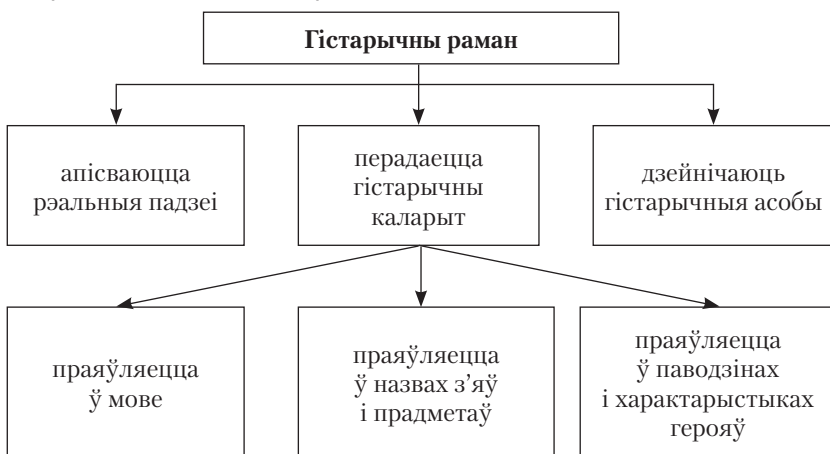 Гістарычны раман
апісваюцца
рэальныя падзеі
перадаецца
гістарычны
каларыт
дзейнічаюць
гістарычныя асобы
праяўляецца
ў мове
праяўляецца
ў назвах з’яў
і прадметаў
праяўляецца
ў паводзінах
і характарыстыках
герояў